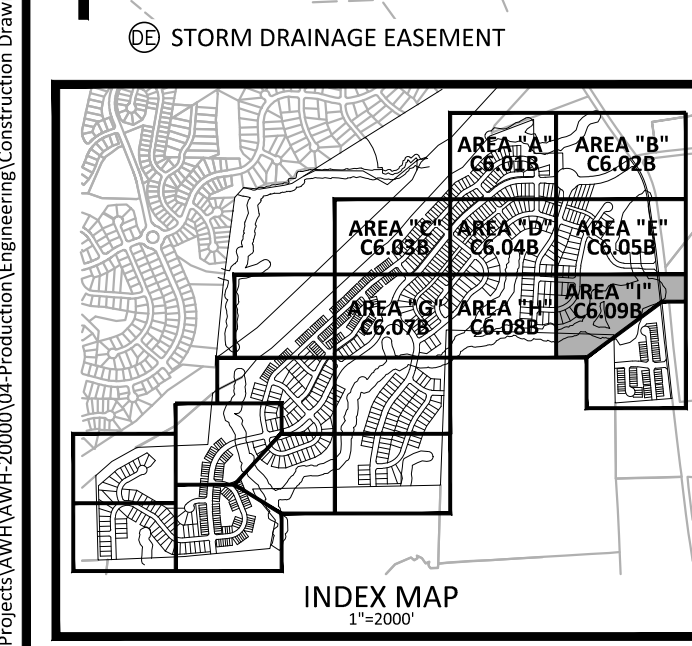 DE STORM DRAINAGE EASEMENT
AREA "A"
C6.01B
AREA "B"
C6.02B
AREA "C"
C6.03B
AREA "D"
C6.04B
AREA "E"
C6.05B
AREA "G"
C6.07B
AREA "H"
C6.08B
AREA "I"
C6.09B
INDEX MAP
1"=2000'
Projects\AWH\AWH-20000\04-Production\Engineering\Construction Draw